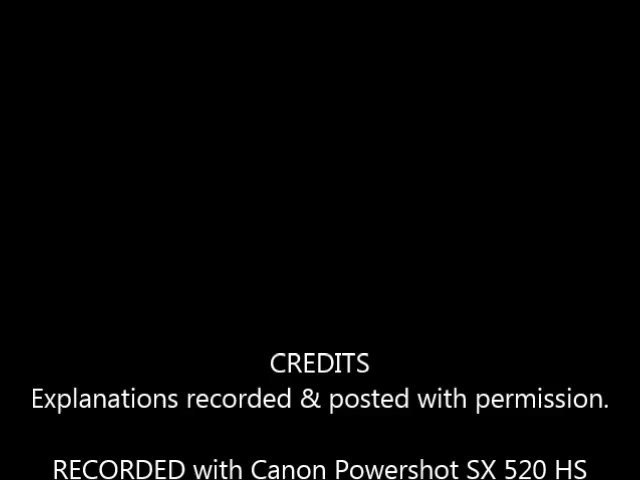 CREDITS
Explanations recorded & posted with permission.
RECORDED with Canon Powershot SX 520 HS